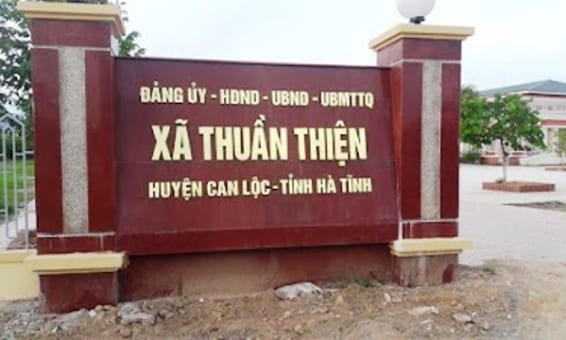 ĐẢNG ỦY - HĐND - UBND - UBMTTQ
XÃ THUẦN THIỆN
HUYỆN CAN LỘC - TỈNH HÀ TĨNH